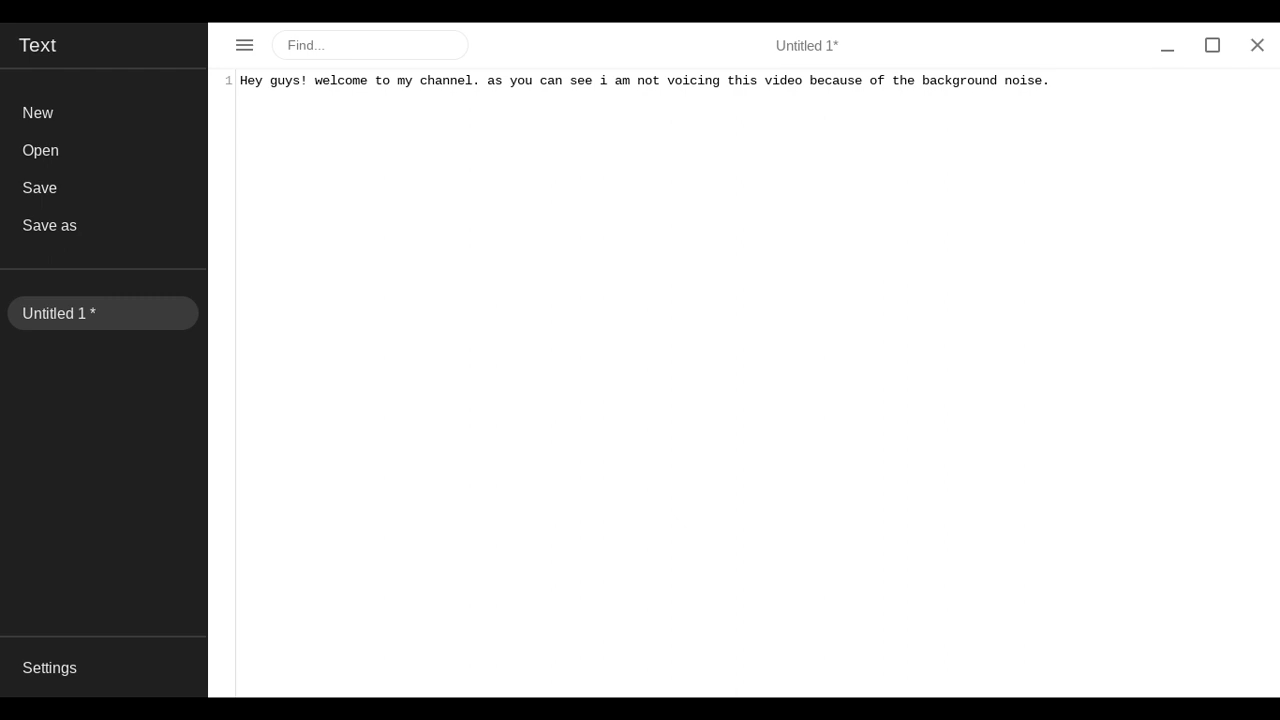 Text
Find...
Untitled 1*
New
Open
Save
Save as
Untitled 1 *
Settings
1
Hey guys! welcome to my channel. as you can see i am not voicing this video because of the background noise.